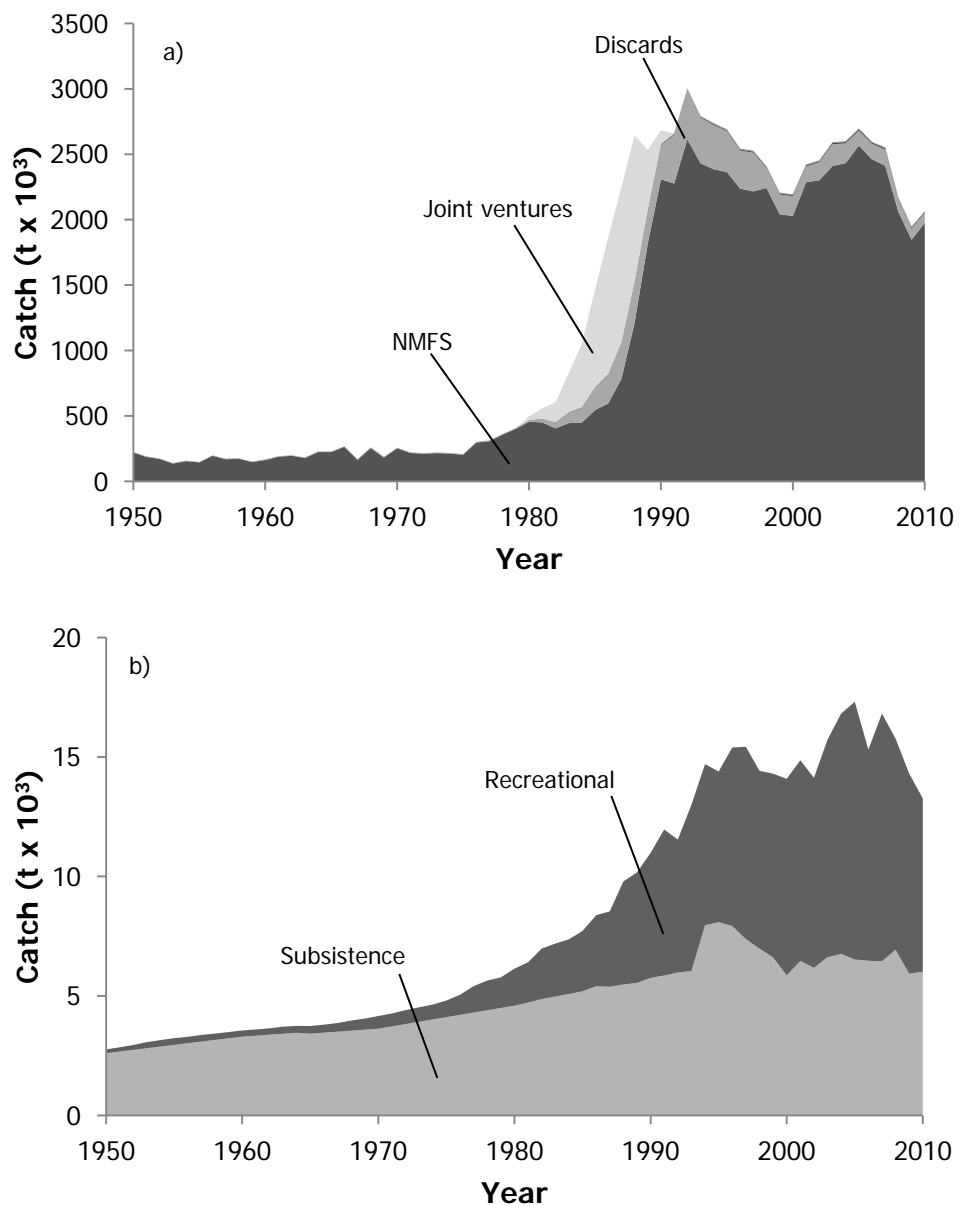 a)
Discards
Joint ventures
NMFS
Catch (t x 10³)
3500
3000
2500
2000
1500
1000
500
0
1950 1960 1970 1980 1990 2000 2010
Year
b)
Recreational
Subsistence
Catch (t x 10³)
20
15
10
5
0
1950 1960 1970 1980 1990 2000 2010
Year